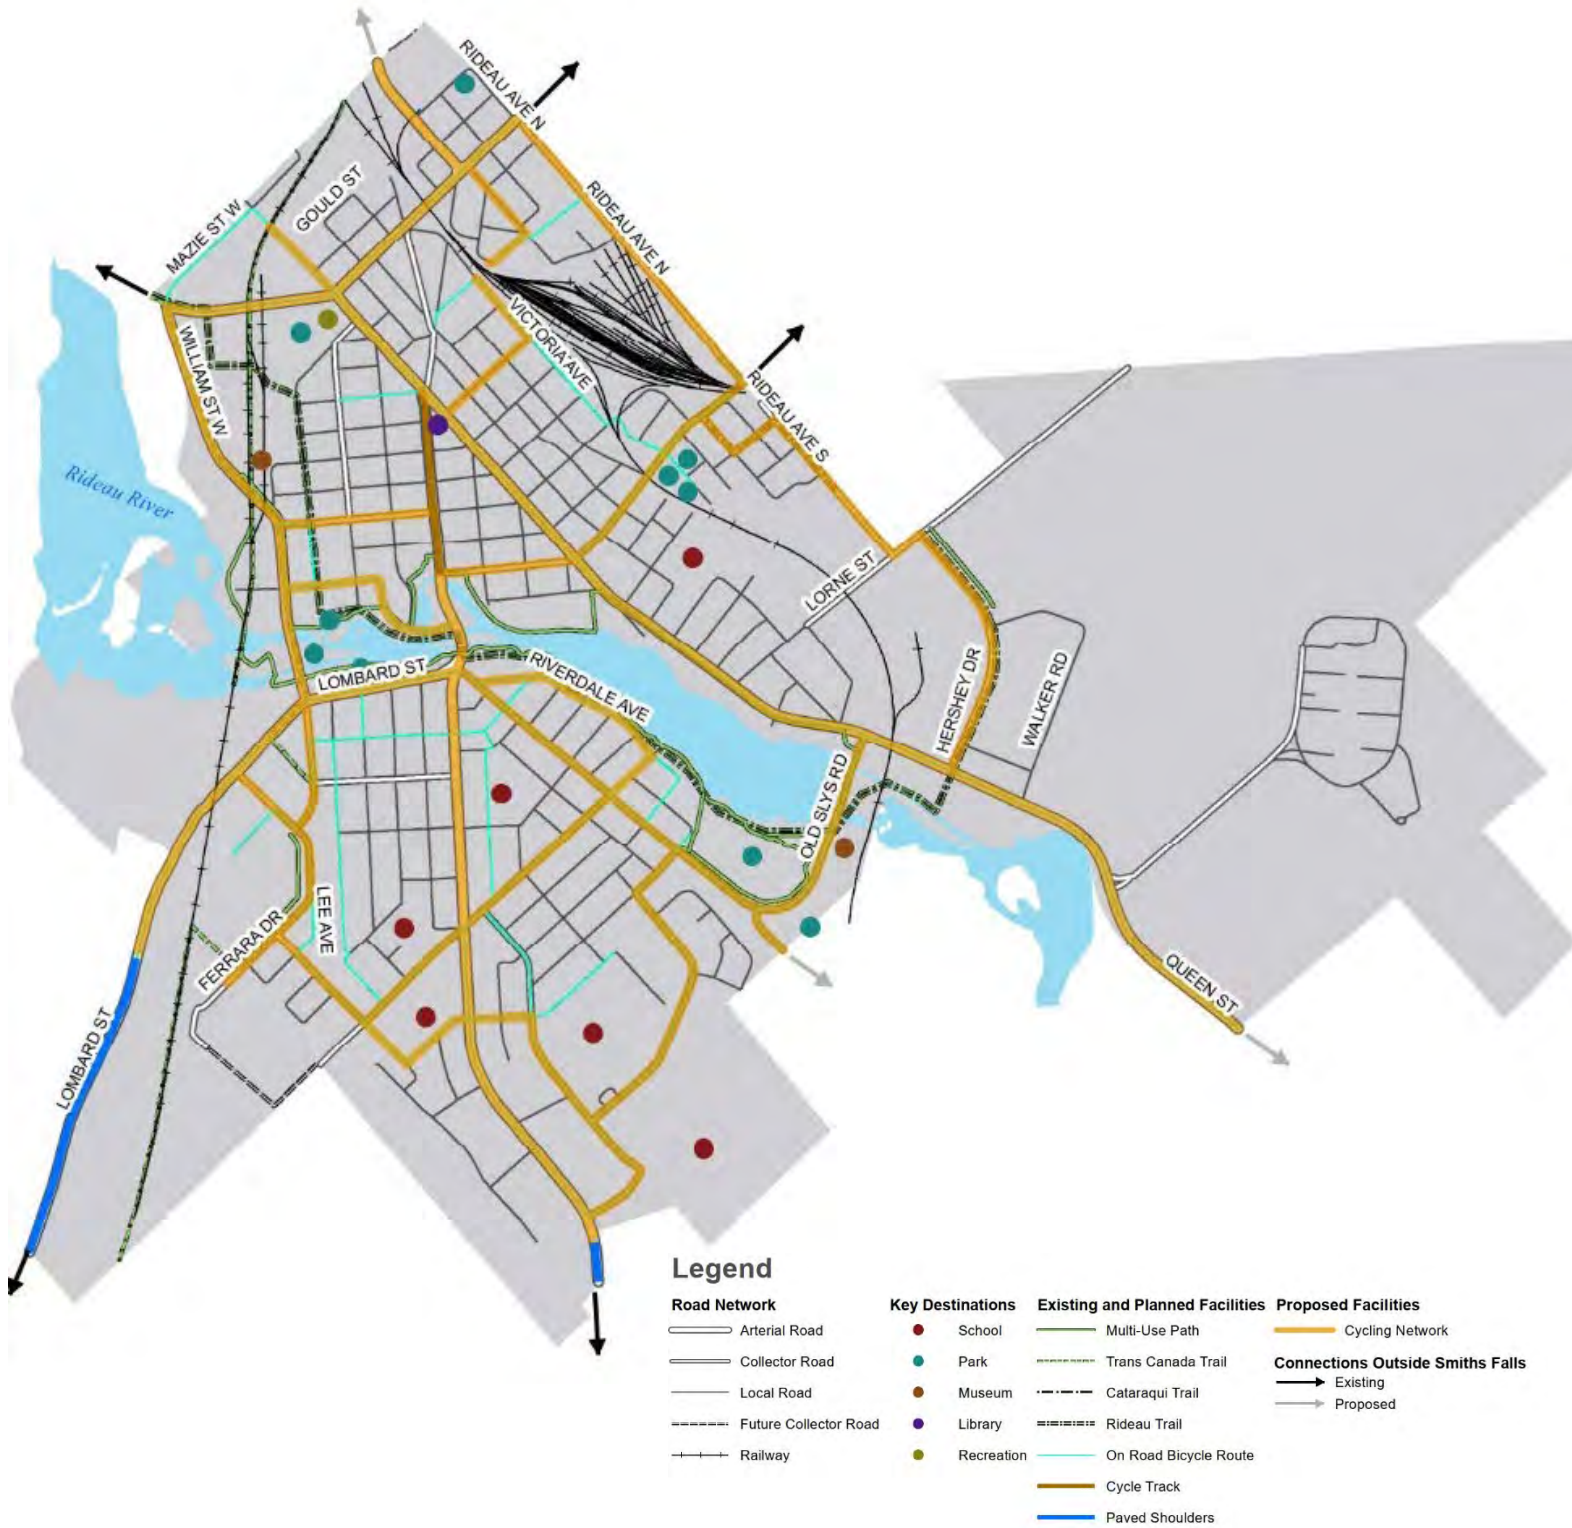 RIDEAU AVE N
GOULD ST
MAZIE ST W
RIDEAU AVE N
VICTORIA AVE
WILLIAM ST W
RIDEAU AVE S
Rideau River
LORNE ST
LOMBARD ST
RIVERDALE AVE
HERSHEY DR
WALKER RD
OLD SLYS RD
LEE AVE
FERRARA DR
QUEEN ST
LOMBARD ST
Legend
Road Network
Arterial Road
Collector Road
Local Road
Future Collector Road
Railway
Key Destinations
School
Park
Museum
Library
Recreation
Existing and Planned Facilities
Multi-Use Path
Trans Canada Trail
Cataraqui Trail
Rideau Trail
On Road Bicycle Route
Cycle Track
Paved Shoulders
Proposed Facilities
Cycling Network
Connections Outside Smiths Falls
Existing
Proposed